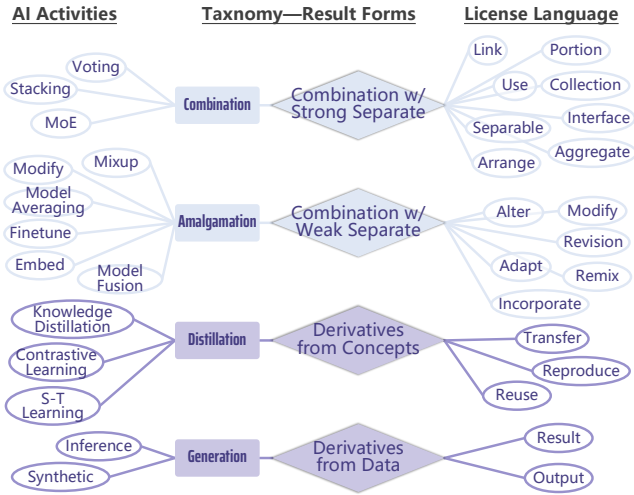 AI Activities
Taxnomy—Result Forms
License Language
Voting
Stacking
MoE
Combination
Combination w/
Strong Separate
Link
Portion
Use
Collection
Interface
Separable
Aggregate
Arrange
Mixup
Modify
Model
Averaging
Finetune
Embed
Model
Fusion
Amalgamation
Combination w/
Weak Separate
Alter
Modify
Revision
Adapt
Remix
Incorporate
Knowledge
Distillation
Contrastive
Learning
S-T
Learning
Distillation
Derivatives
from Concepts
Transfer
Reproduce
Reuse
Inference
Synthetic
Generation
Derivatives
from Data
Result
Output